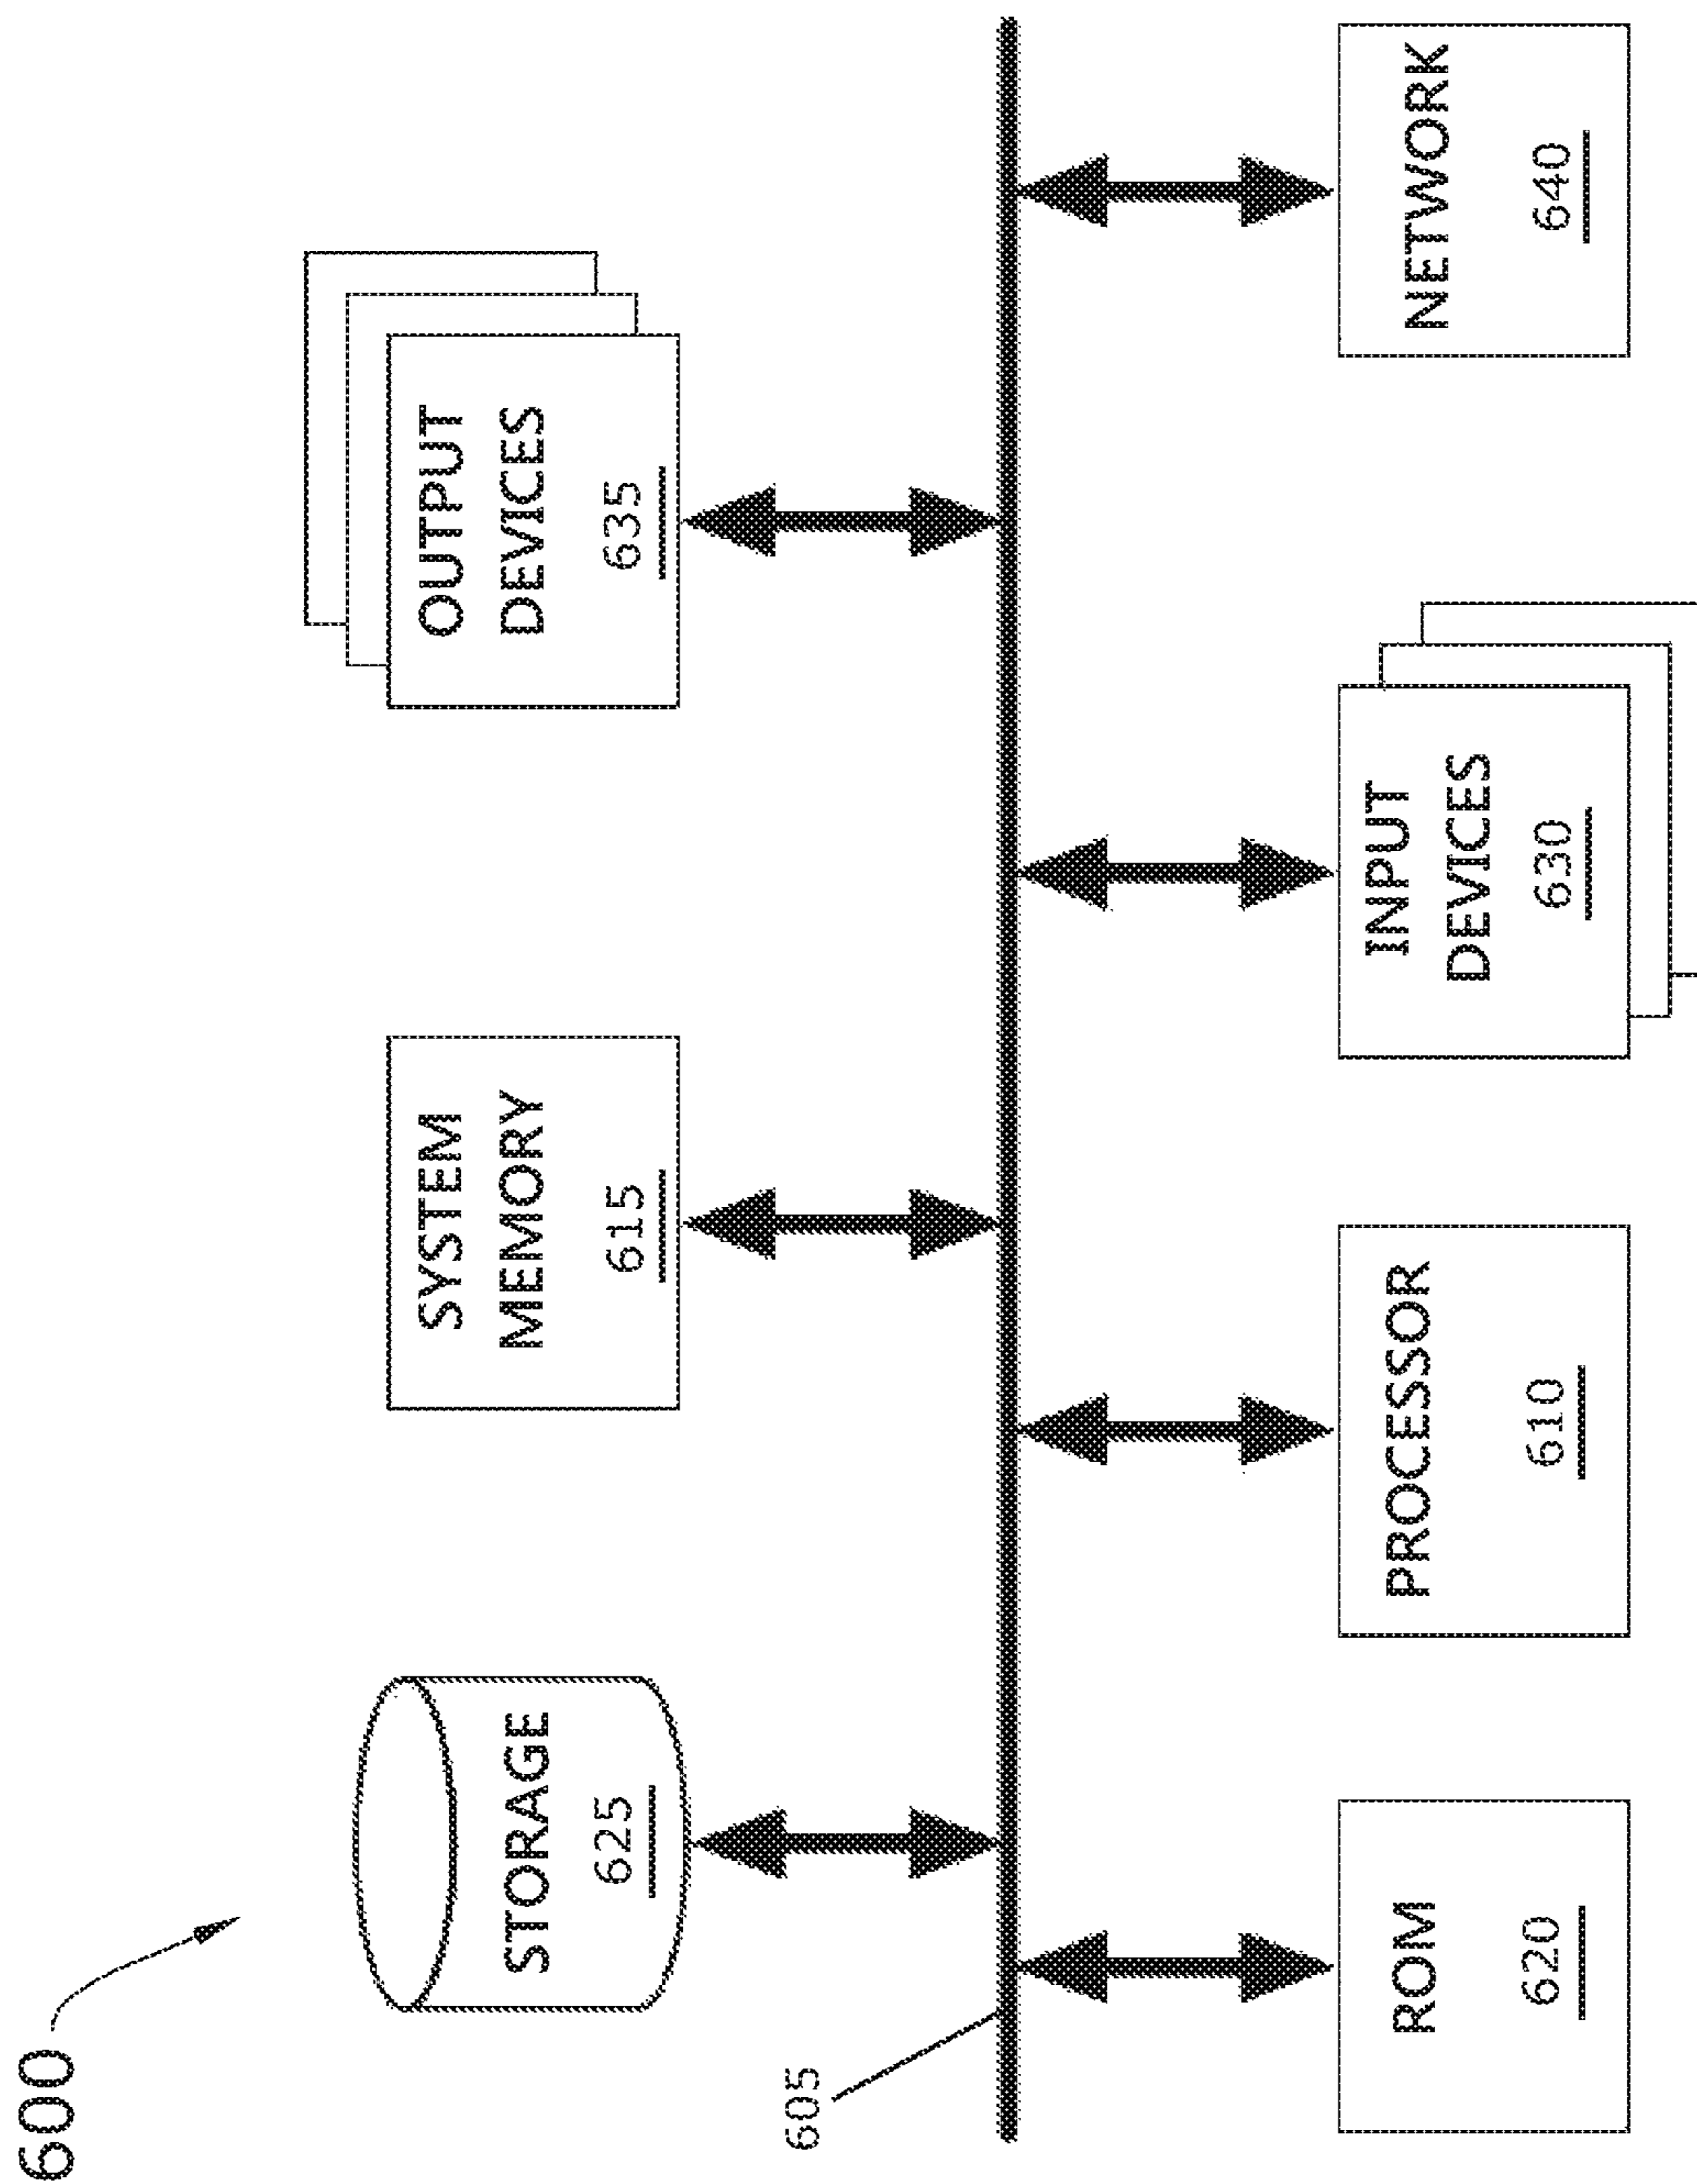 600
STORAGE
625
SYSTEM
MEMORY
615
OUTPUT
DEVICES
635
605
ROM
620
PROCESSOR
610
INPUT
DEVICES
630
NETWORK
640